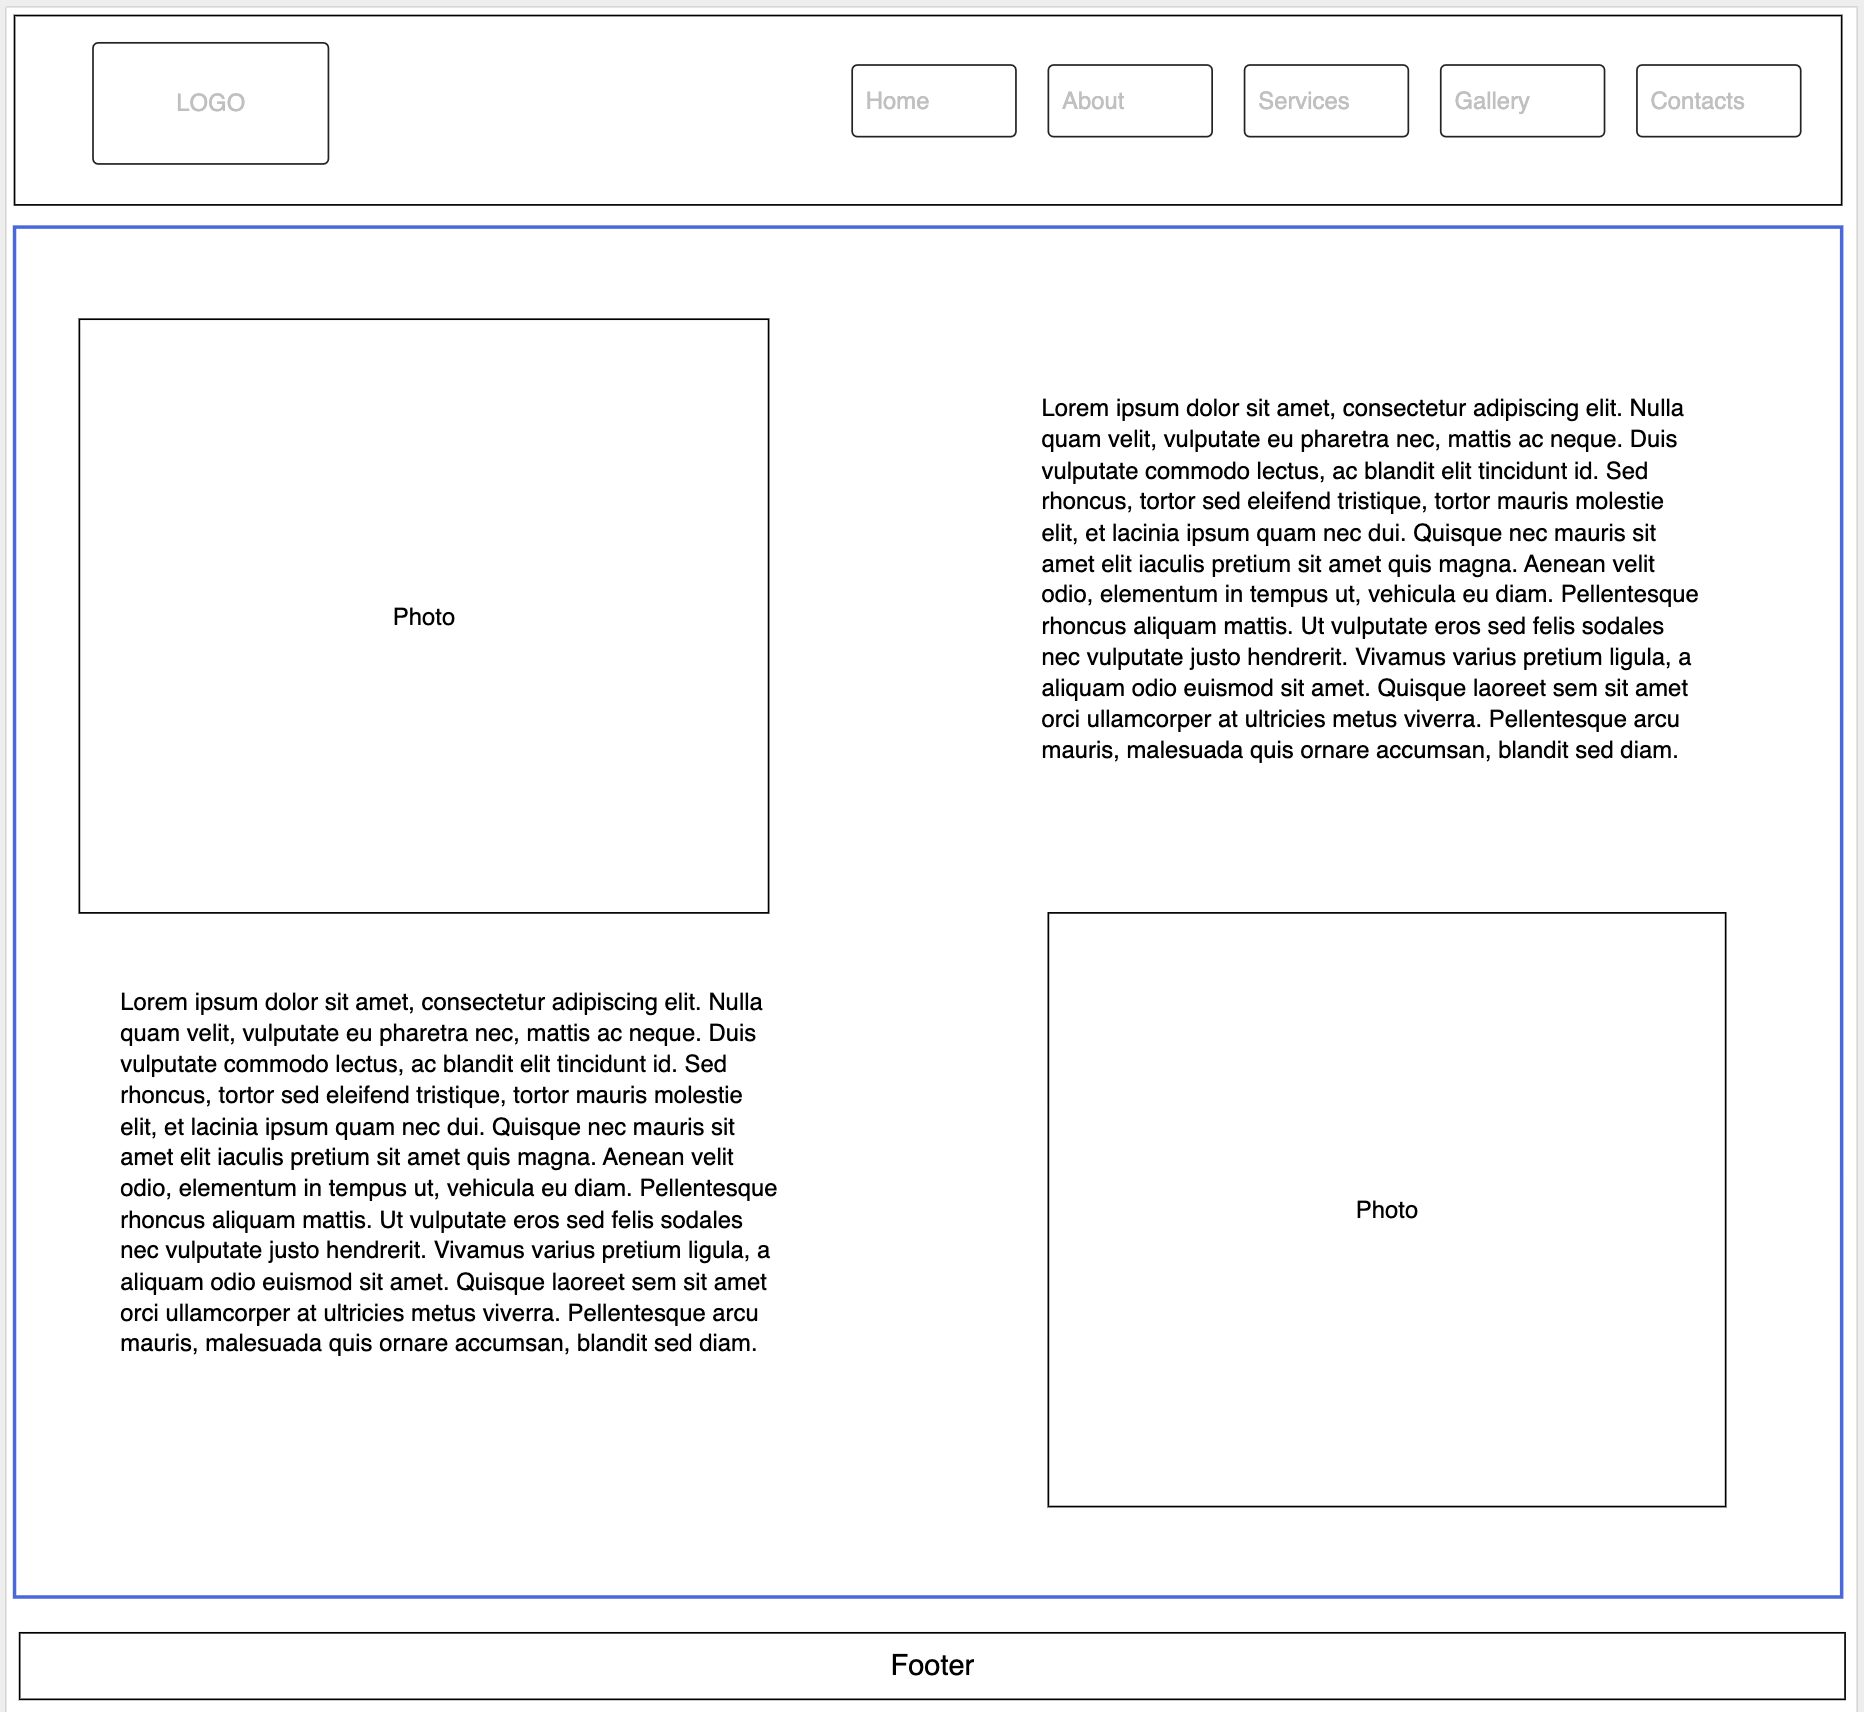 LOGO
Home
About
Services
Gallery
Contacts
Photo
Lorem ipsum dolor sit amet, consectetur adipiscing elit. Nulla
quam velit, vulputate eu pharetra nec, mattis ac neque. Duis
vulputate commodo lectus, ac blandit elit tincidunt id. Sed
rhoncus, tortor sed eleifend tristique, tortor mauris molestie
elit, et lacinia ipsum quam nec dui. Quisque nec mauris sit
amet elit iaculis pretium sit amet quis magna. Aenean velit
odio, elementum in tempus ut, vehicula eu diam. Pellentesque
rhoncus aliquam mattis. Ut vulputate eros sed felis sodales
nec vulputate justo hendrerit. Vivamus varius pretium ligula, a
aliquam odio euismod sit amet. Quisque laoreet sem sit amet
orci ullamcorper at ultricies metus viverra. Pellentesque arcu
mauris, malesuada quis ornare accumsan, blandit sed diam.
Lorem ipsum dolor sit amet, consectetur adipiscing elit. Nulla
quam velit, vulputate eu pharetra nec, mattis ac neque. Duis
vulputate commodo lectus, ac blandit elit tincidunt id. Sed
rhoncus, tortor sed eleifend tristique, tortor mauris molestie
elit, et lacinia ipsum quam nec dui. Quisque nec mauris sit
amet elit iaculis pretium sit amet quis magna. Aenean velit
odio, elementum in tempus ut, vehicula eu diam. Pellentesque
rhoncus aliquam mattis. Ut vulputate eros sed felis sodales
nec vulputate justo hendrerit. Vivamus varius pretium ligula, a
aliquam odio euismod sit amet. Quisque laoreet sem sit amet
orci ullamcorper at ultricies metus viverra. Pellentesque arcu
mauris, malesuada quis ornare accumsan, blandit sed diam.
Photo
Footer